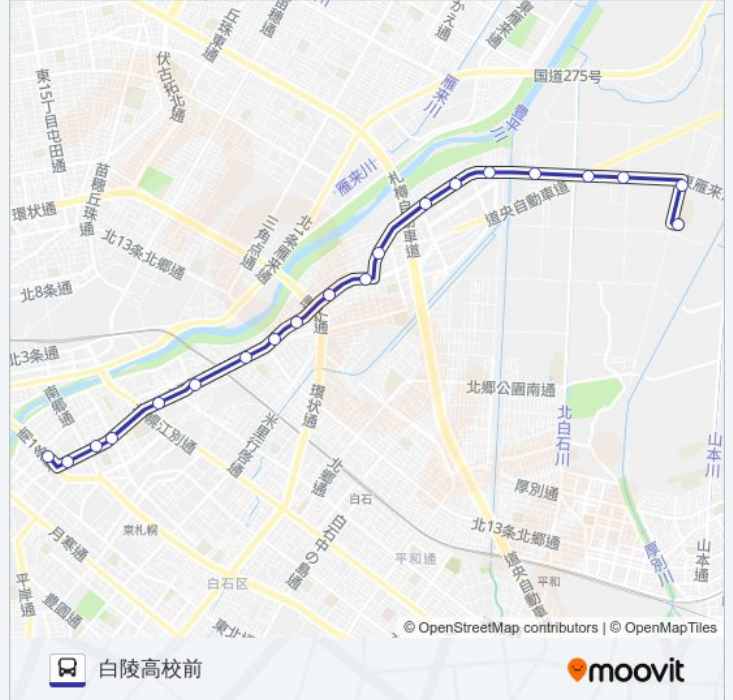 丘珠東通
苗穂通
かえ通
東雁来通
伏古拓北通
国道275号
東15丁目屯田通
雁来川
豊平川
苗穂丘珠通
雁来川
札樽自動車道
道央自動車道
環状通
北13条北郷通
三角点通
北1条雁来通
北8条通
北3条通
南郷通
環状通
北郷公園南通
米里行啓通
北郷通
北白石川
山本川
白石
厚別通
月寒通
東札幌
白石中の島通
北13条北郷通
平和通
道央自動車
平和
厚別川
山本通
白石区
平岸通
豊園通
© OpenStreetMap contributors | © OpenMapTiles
白陵高校前
moovit